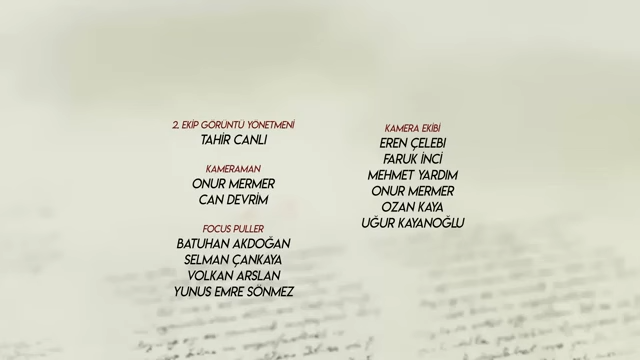 2. EKİP GÖRÜNTÜ YÖNETMENİ
TAHİR CANLI
KAMERAMAN
ONUR MERMER
CAN DEVRİM
FOCUS PULLER
BATUHAN AKDOĞAN
SELMAN ÇANKAYA
VOLKAN ARSLAN
YUNUS EMRE SÖNMEZ
KAMERA EKİBİ
EREN ÇELEBİ
FARUK İNCİ
MEHMET YARDIM
ONUR MERMER
OZAN KAYA
UĞUR KAYANOĞLU